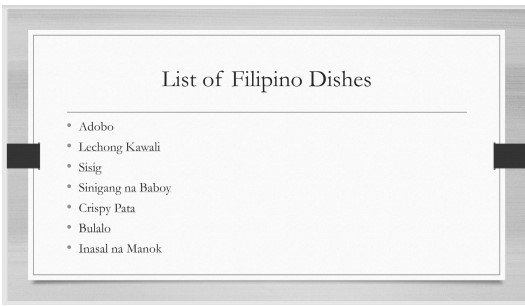 List of Filipino Dishes
• Adobo
• Lechong Kawali
• Sisig
• Sinigang na Baboy
• Crispy Pata
• Bulalo
• Inasal na Manok